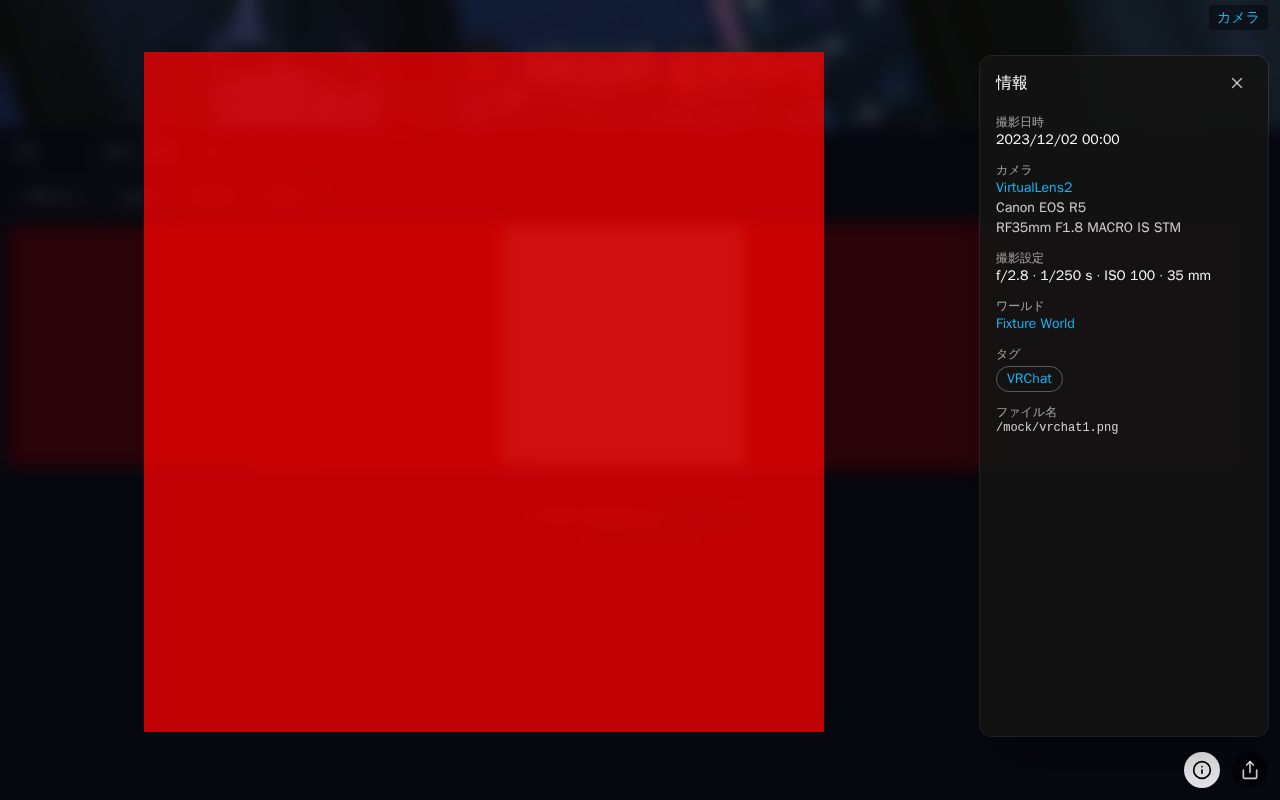 カメラ
情報
撮影日時
2023/12/02 00:00
カメラ
VirtualLens2
Canon EOS R5
RF35mm F1.8 MACRO IS STM
撮影設定
f/2.8 · 1/250 s · ISO 100 · 35 mm
ワールド
Fixture World
タグ
VRChat
ファイル名
/mock/vrchat1.png